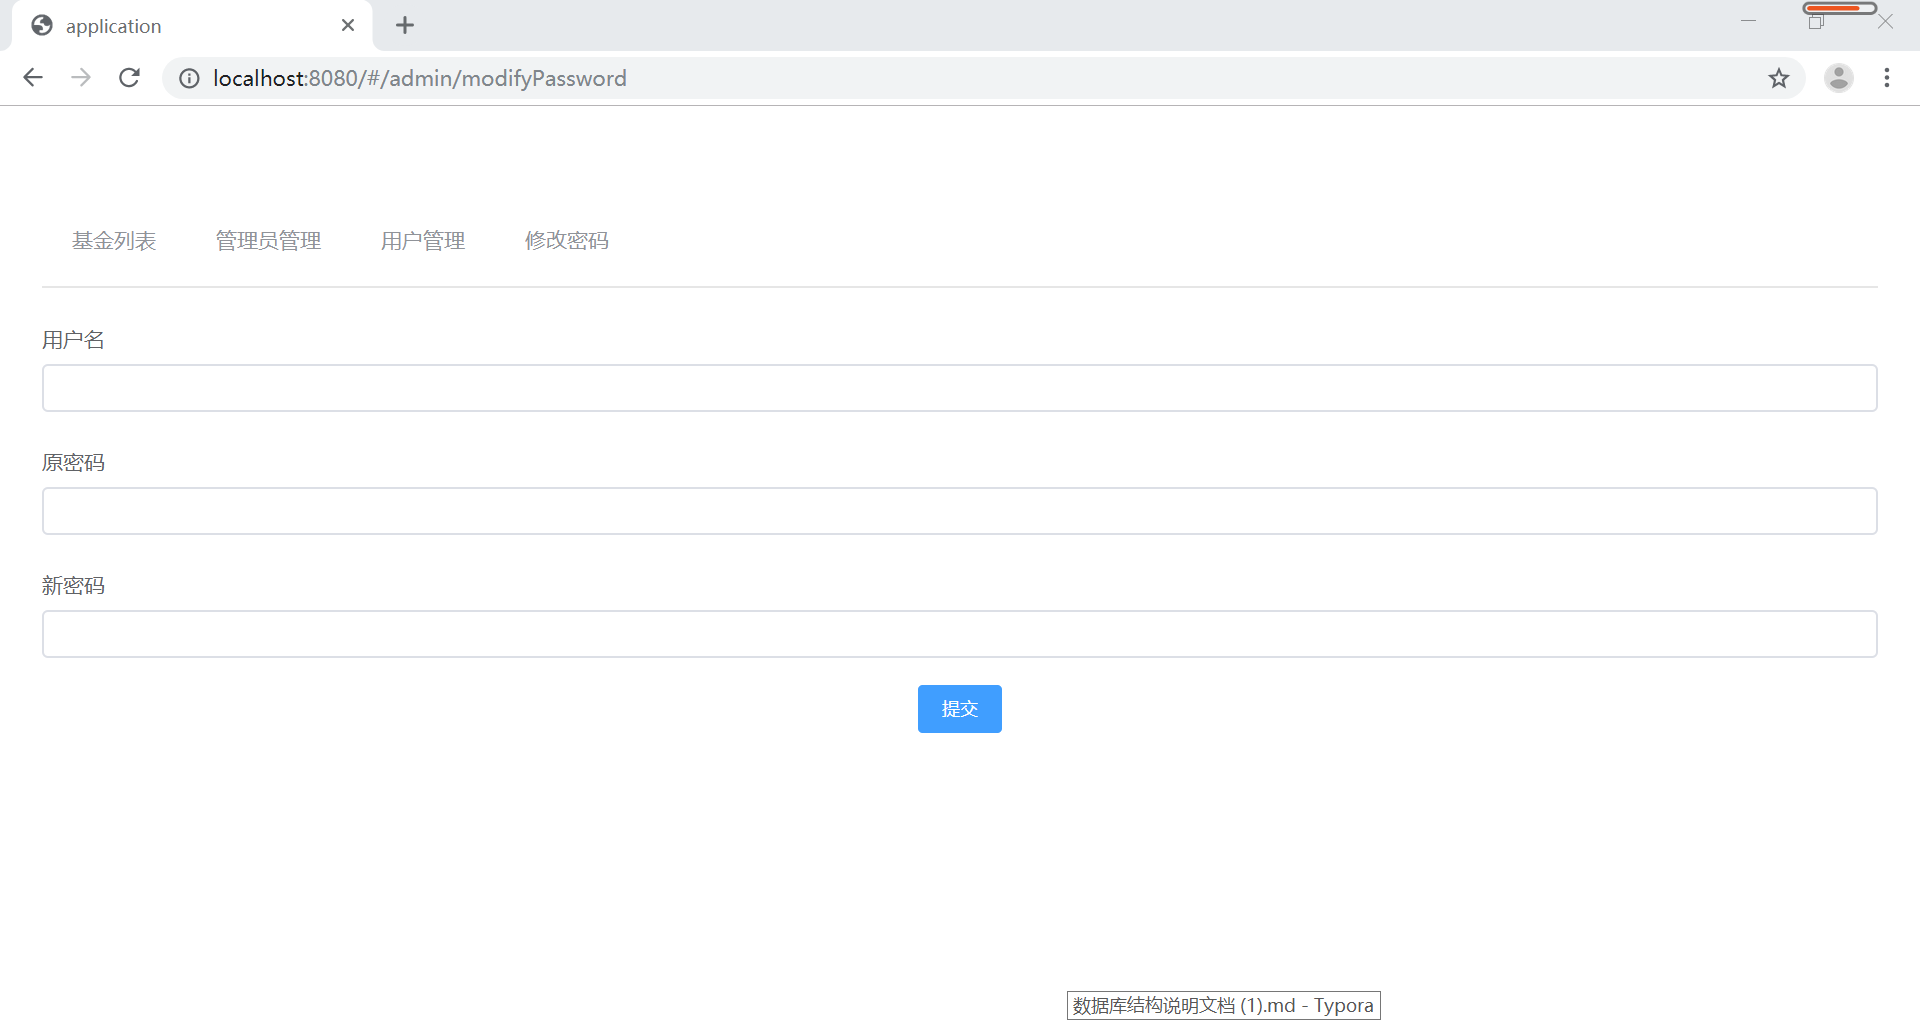 application
localhost:8080/#/admin/modifyPassword
基金列表 管理员管理 用户管理 修改密码
用户名
原密码
新密码
提交
数据库结构说明文档 (1).md - Typora